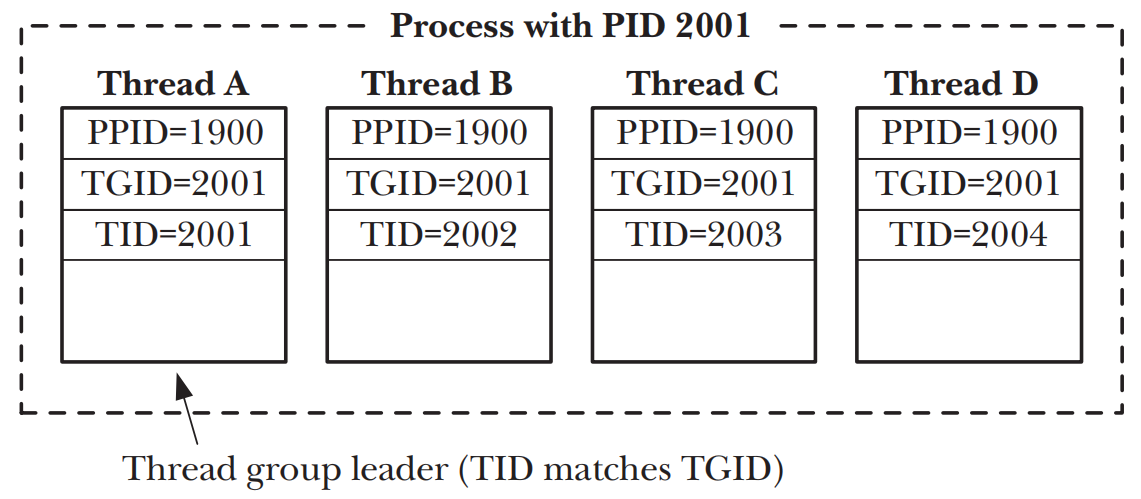 Process with PID 2001
Thread A Thread B Thread C Thread D
PPID=1900 PPID=1900 PPID=1900 PPID=1900
TGID=2001 TGID=2001 TGID=2001 TGID=2001
TID=2001 TID=2002 TID=2003 TID=2004
Thread group leader (TID matches TGID)